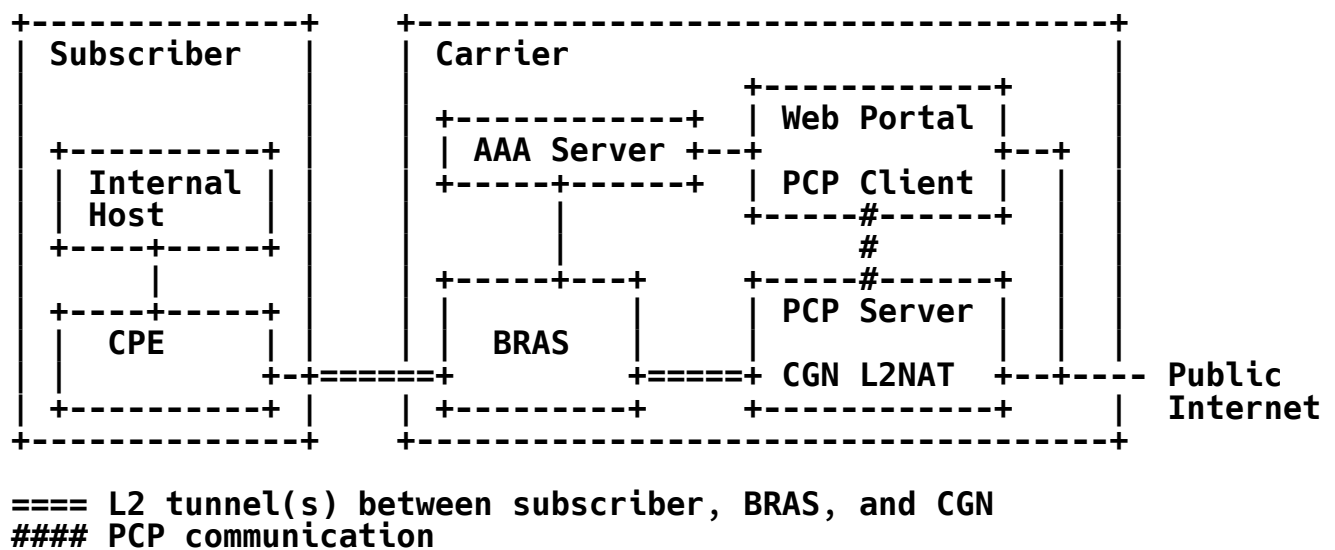 Subscriber
Carrier
Web Portal
AAA Server
Internal
Host
PCP Client
PCP Server
CPE
BRAS
CGN L2NAT
Public
Internet
==== L2 tunnel(s) between subscriber, BRAS, and CGN
#### PCP communication